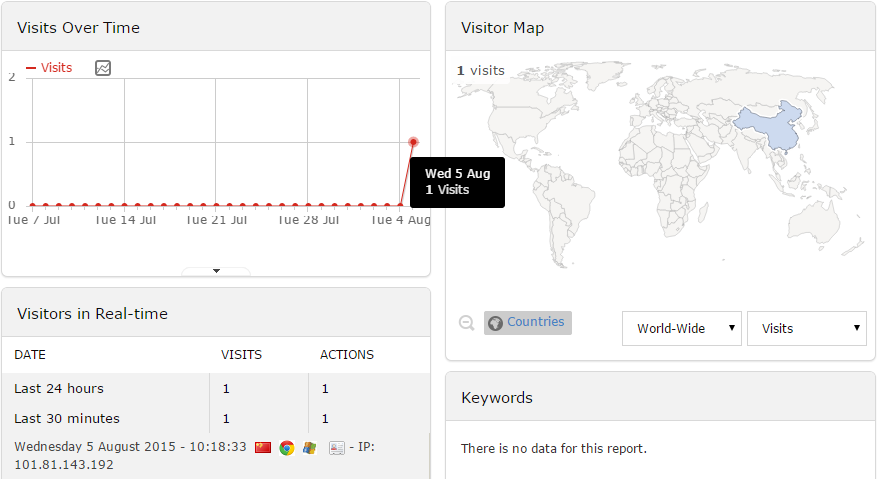 Visits Over Time
Visits
2
1
0
Tue 7 Jul Tue 14 Jul Tue 21 Jul Tue 28 Jul Tue 4 Aug
Wed 5 Aug
1 Visits
Visitors in Real-time
DATE VISITS ACTIONS
Last 24 hours 1 1
Last 30 minutes 1 1
Wednesday 5 August 2015 - 10:18:33 - IP:
101.81.143.192
Visitor Map
1 visits
Countries World-Wide Visits
Keywords
There is no data for this report.